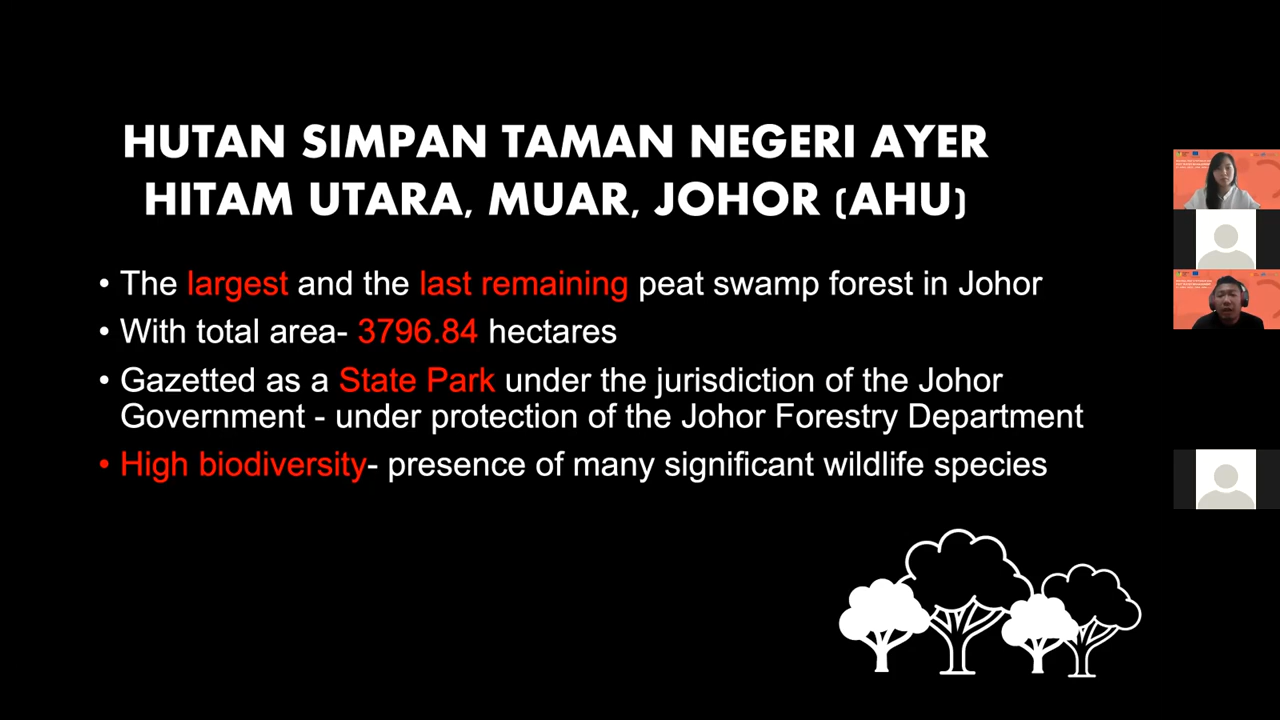 HUTAN SIMPAN TAMAN NEGERI AYER
HITAM UTARA, MUAR, JOHOR (AHU)
• The largest and the last remaining peat swamp forest in Johor
• With total area- 3796.84 hectares
• Gazetted as a State Park under the jurisdiction of the Johor
Government - under protection of the Johor Forestry Department
• High biodiversity- presence of many significant wildlife species